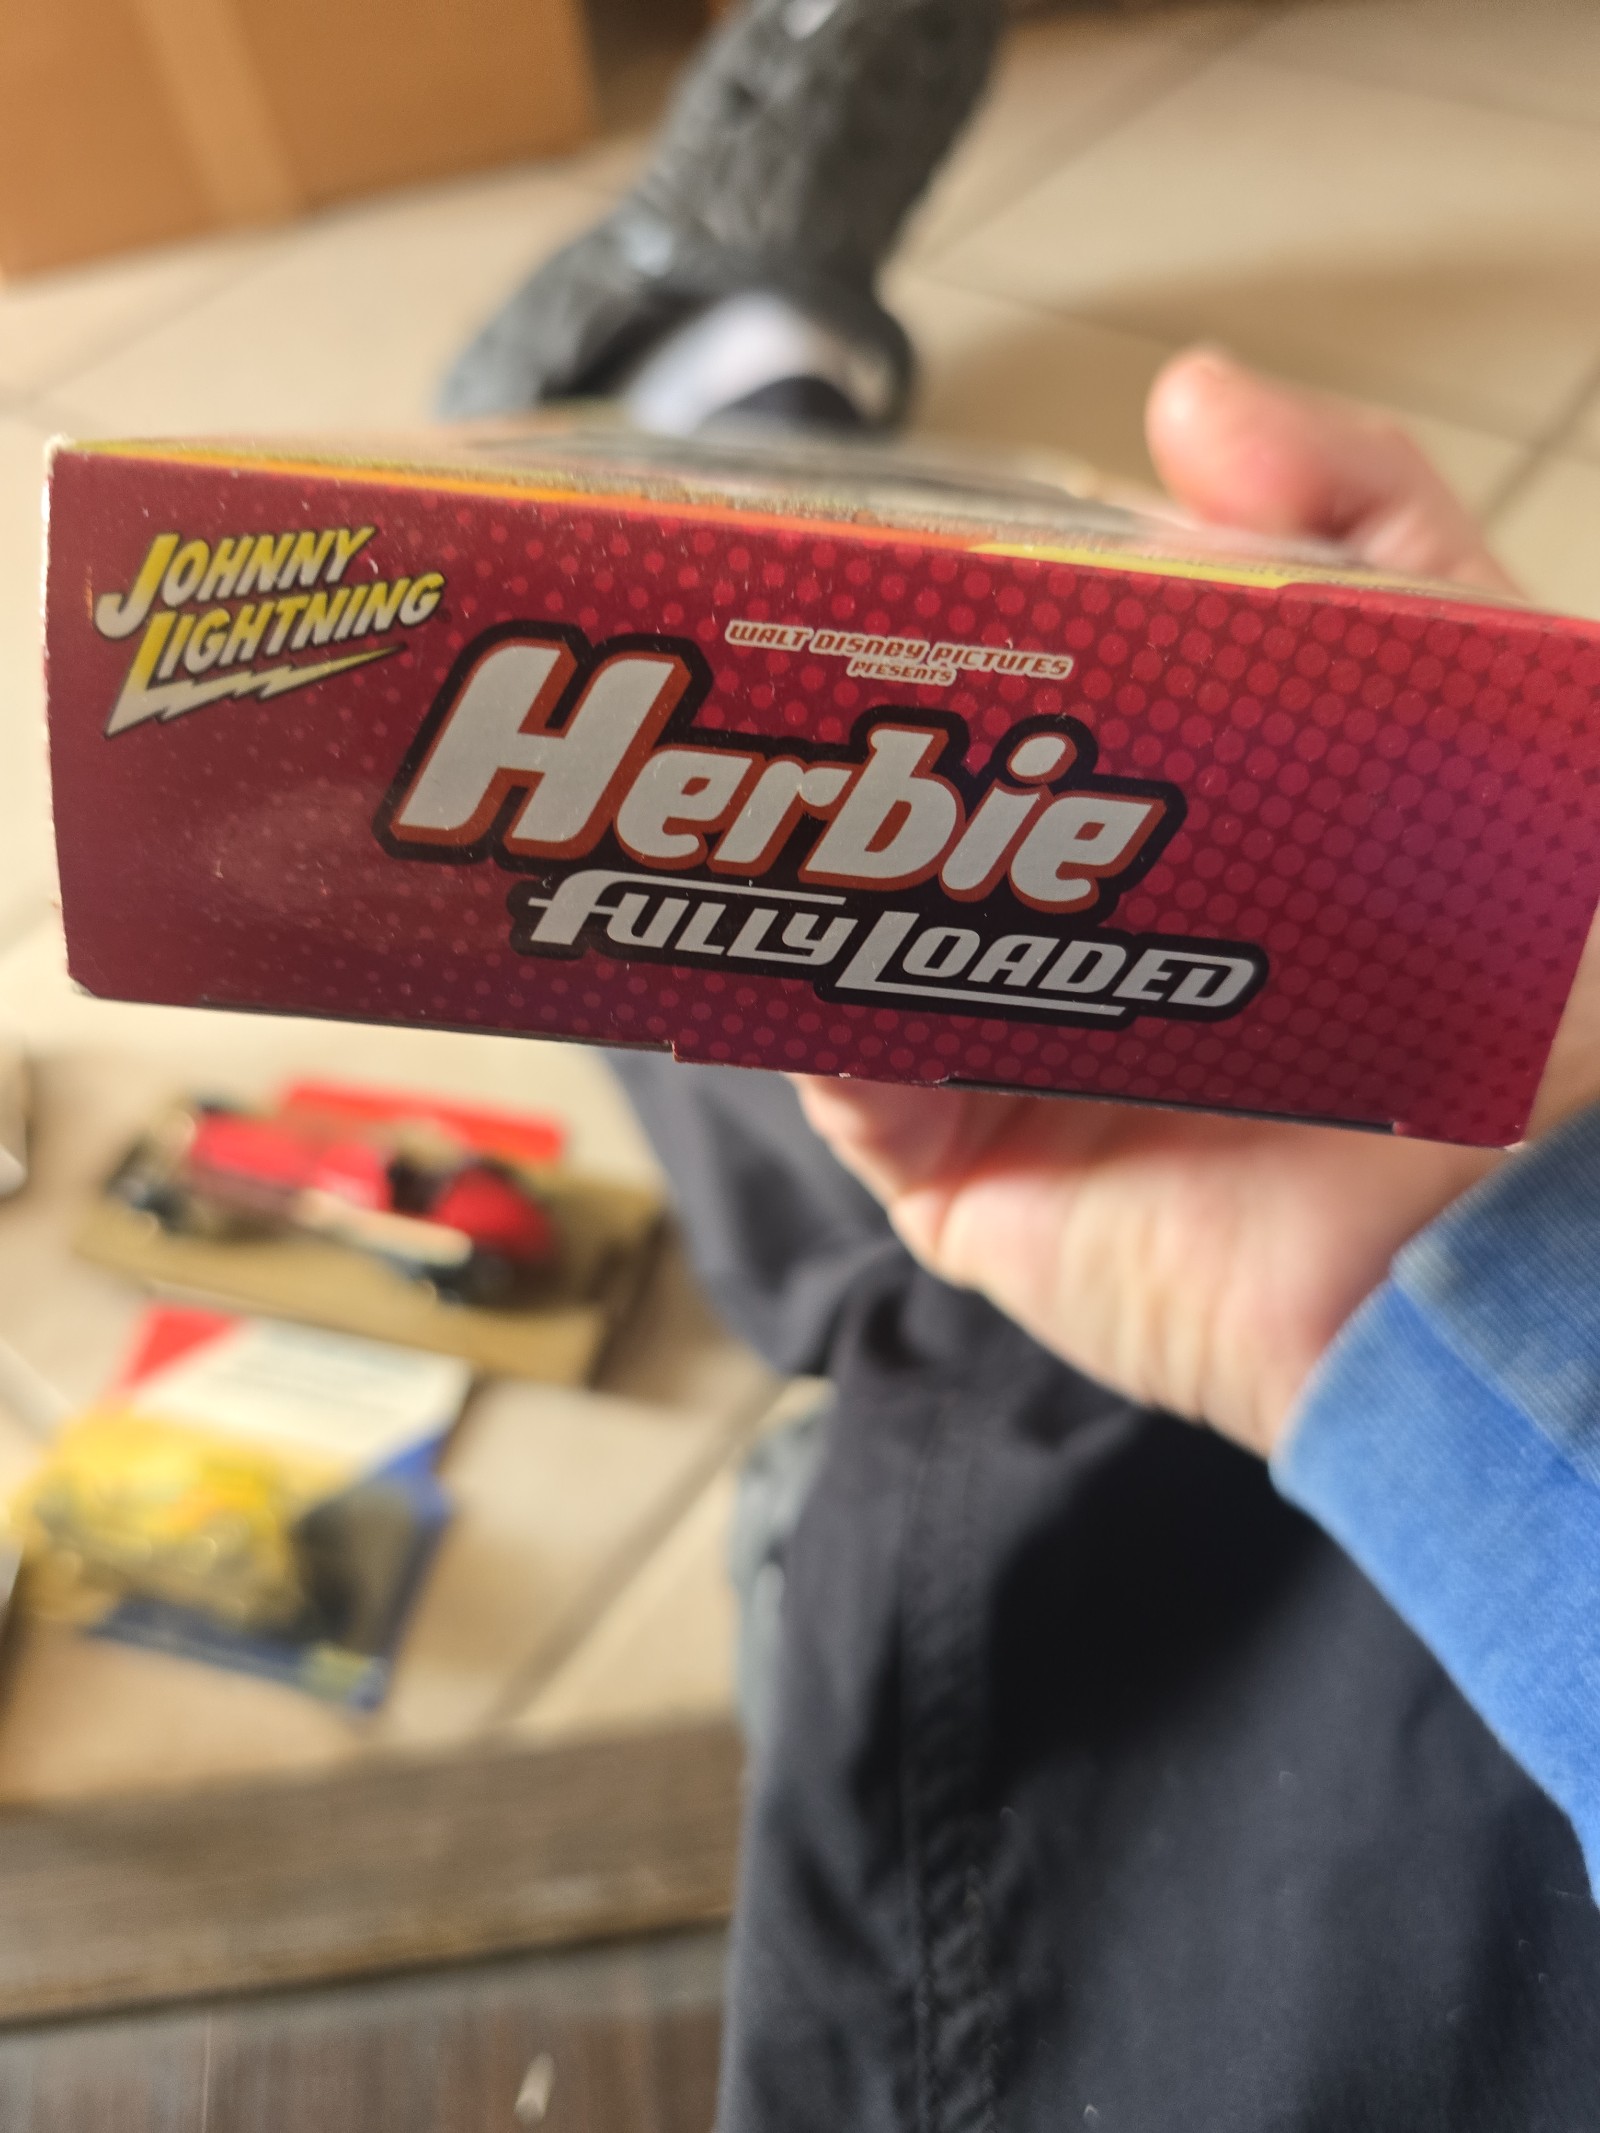 JOHNNY
LIGHTNING
WALT DISNEY PICTURES
PRESENTS
Herbie
FULLY LOADED